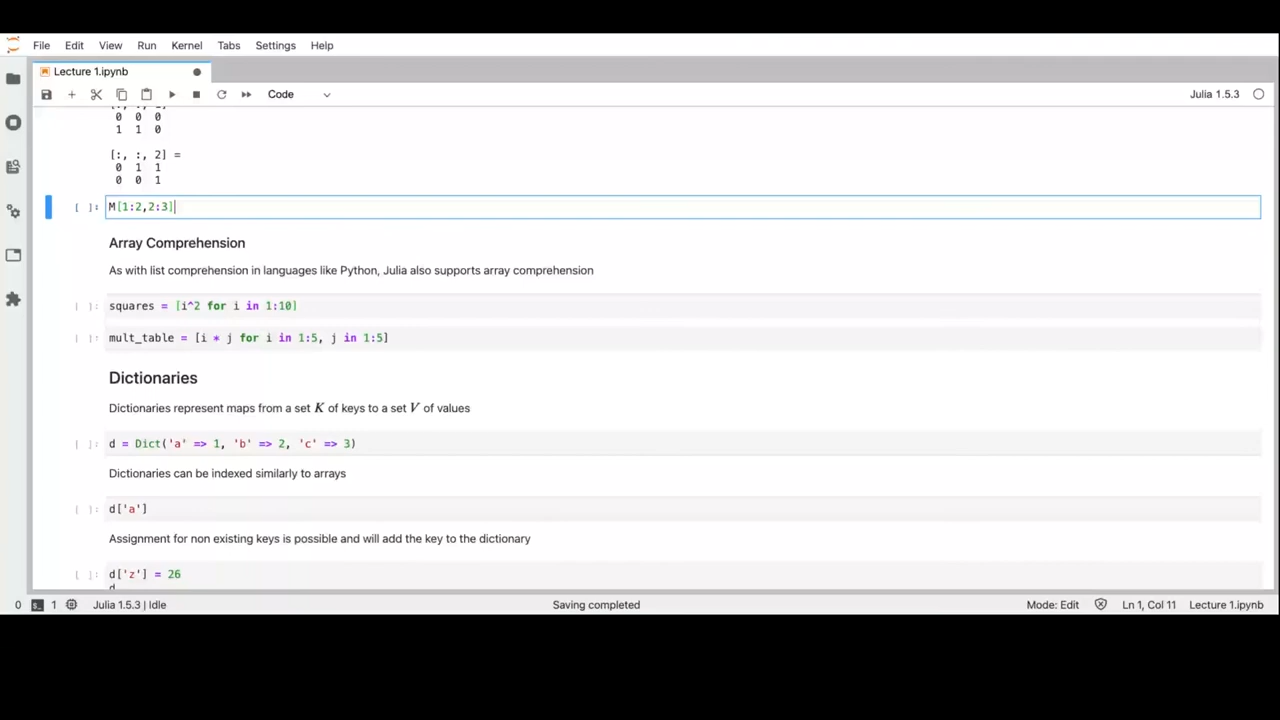 File Edit View Run Kernel Tabs Settings Help
Lecture 1.ipynb
Code
Julia 1.5.3
0 0 0
1 1 0
[:, :, 2] =
0 1 1
0 0 1
[ ]: M[1:2,2:3]
Array Comprehension
As with list comprehension in languages like Python, Julia also supports array comprehension
[ ]: squares = [i^2 for i in 1:10]
[ ]: mult_table = [i * j for i in 1:5, j in 1:5]
Dictionaries
Dictionaries represent maps from a set K of keys to a set V of values
[ ]: d = Dict('a' => 1, 'b' => 2, 'c' => 3)
Dictionaries can be indexed similarly to arrays
[ ]: d['a']
Assignment for non existing keys is possible and will add the key to the dictionary
[ ]: d['z'] = 26
d
0 1 Julia 1.5.3 | Idle Saving completed Mode: Edit Ln 1, Col 11 Lecture 1.ipynb